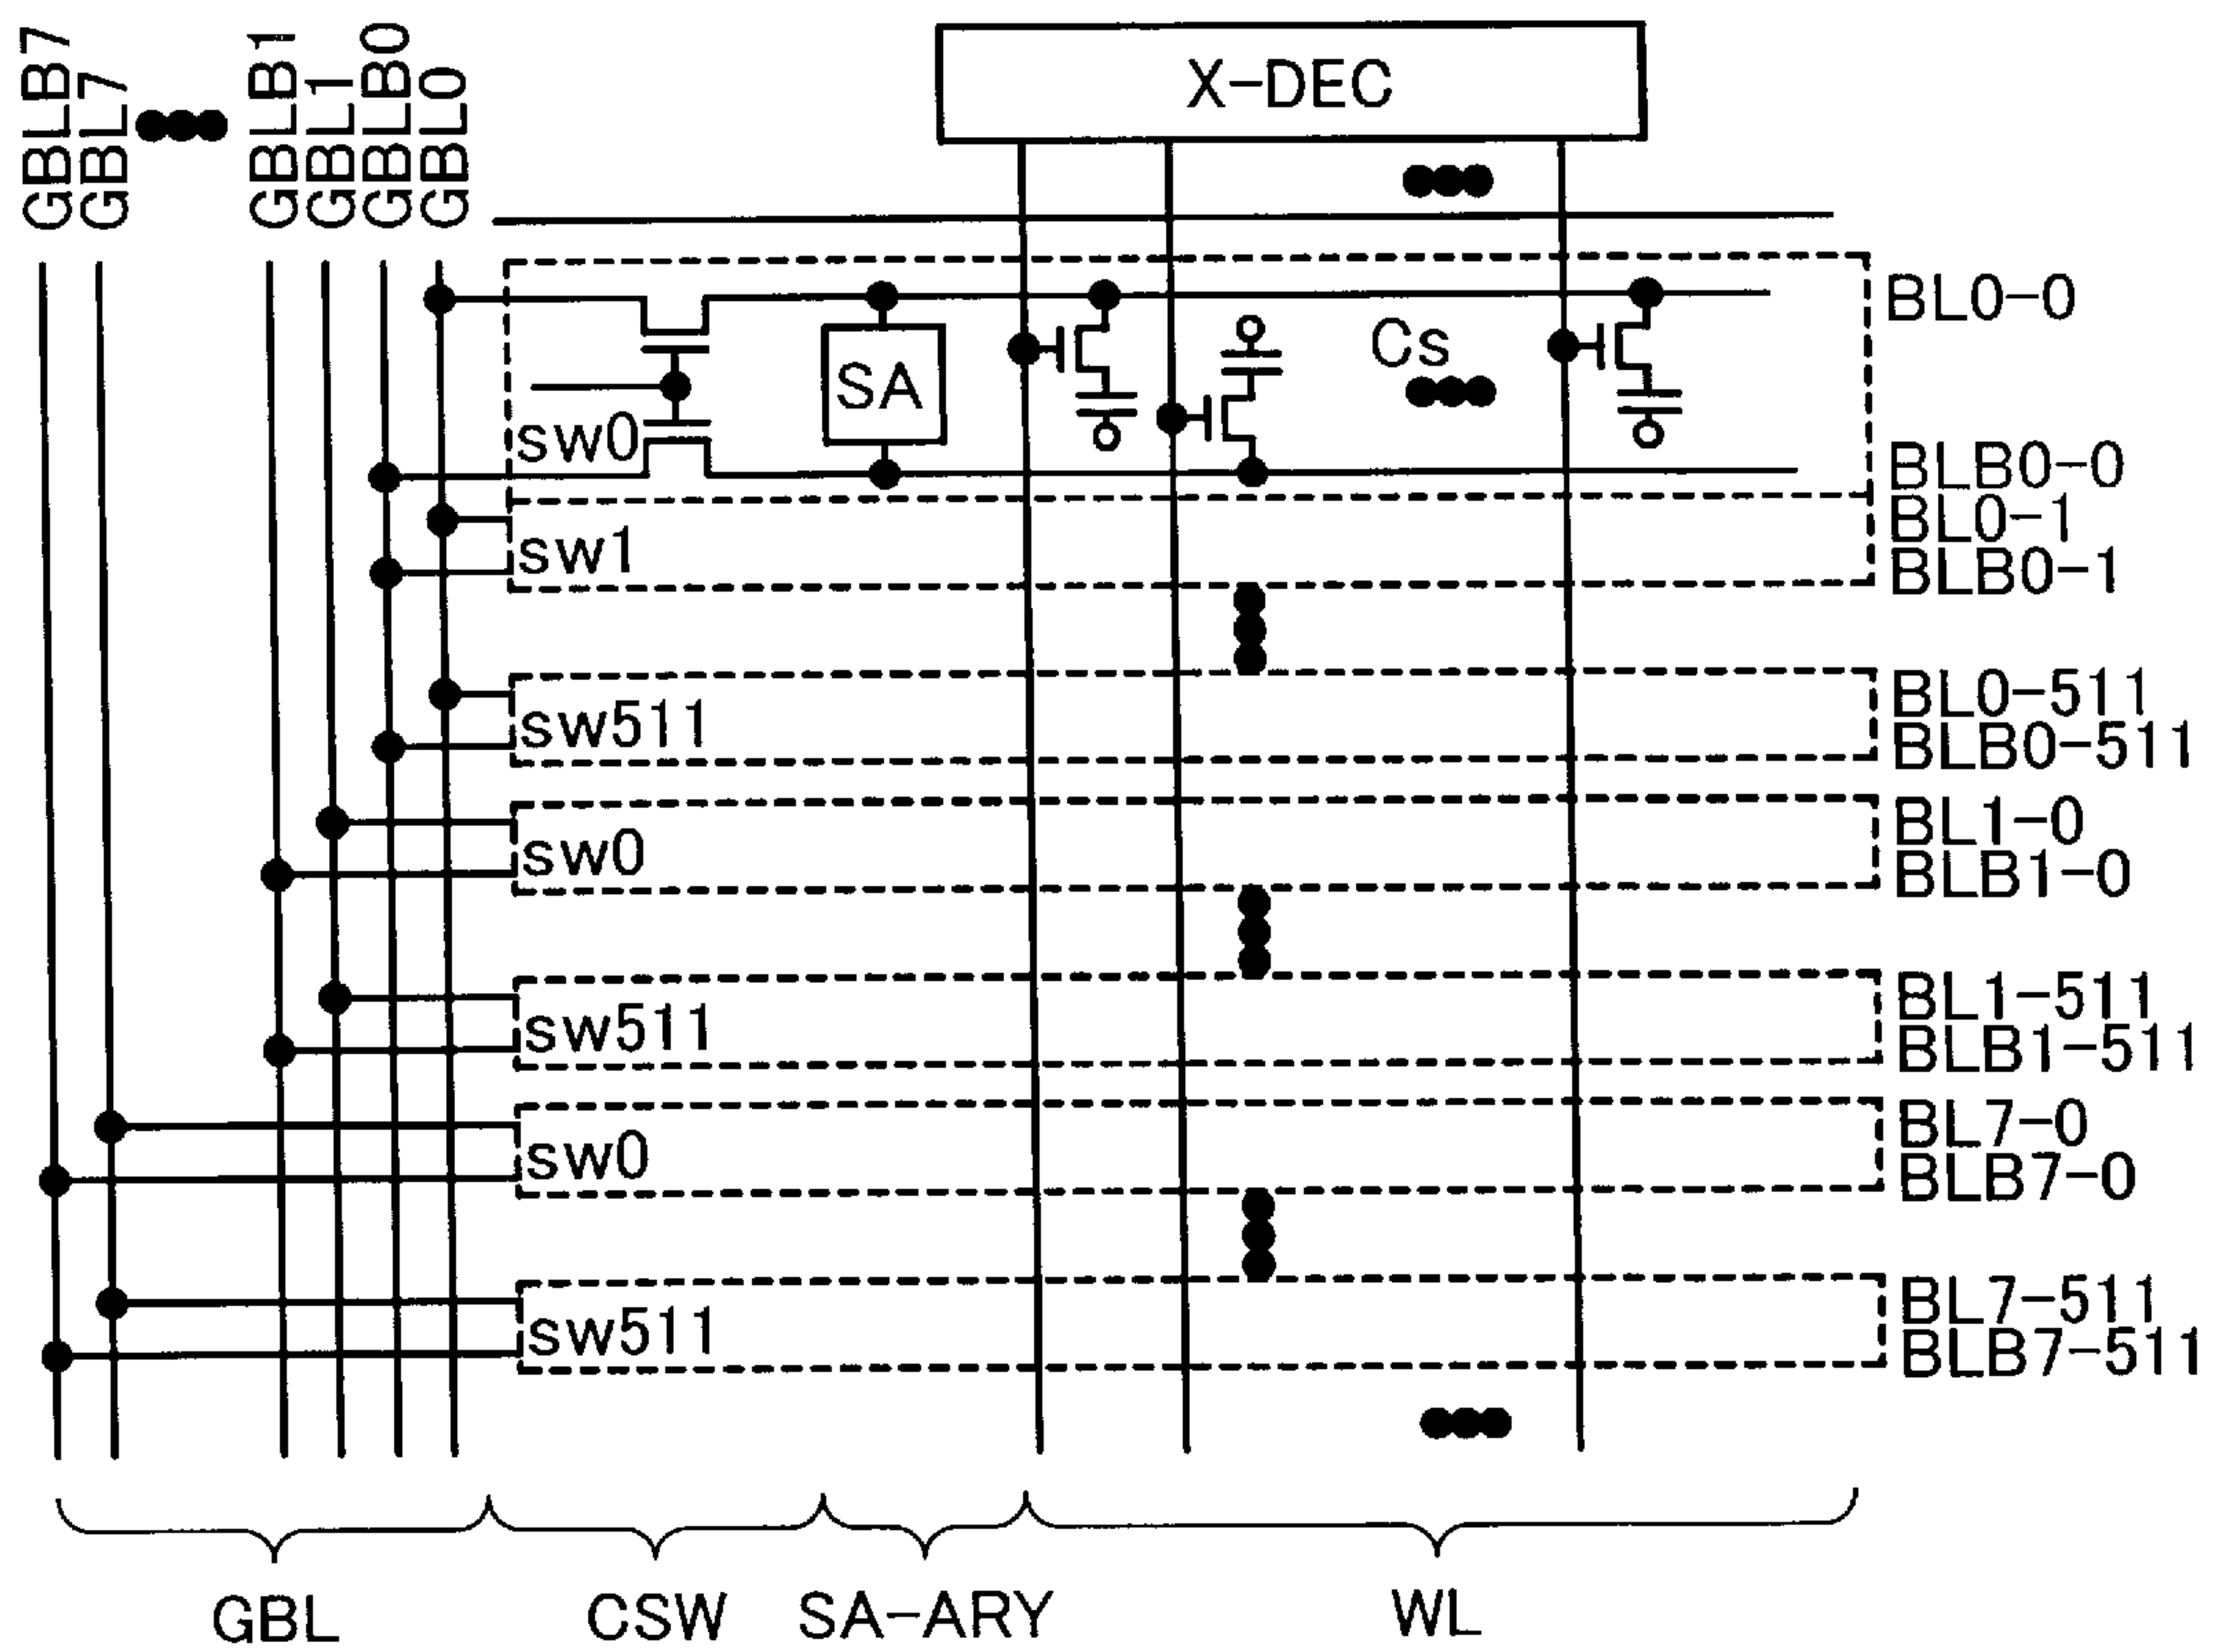 GBLB7
GBL7
GBLB1
GBL1
GBLB0
GBL0
X-DEC
BL0-0
Cs
SA
sw0
BLB0-0
BL0-1
sw1
BLB0-1
BL0-511
sw511
BLB0-511
BL1-0
sw0
BLB1-0
BL1-511
sw511
BLB1-511
BL7-0
sw0
BLB7-0
BL7-511
sw511
BLB7-511
GBL
CSW
SA-ARY
WL